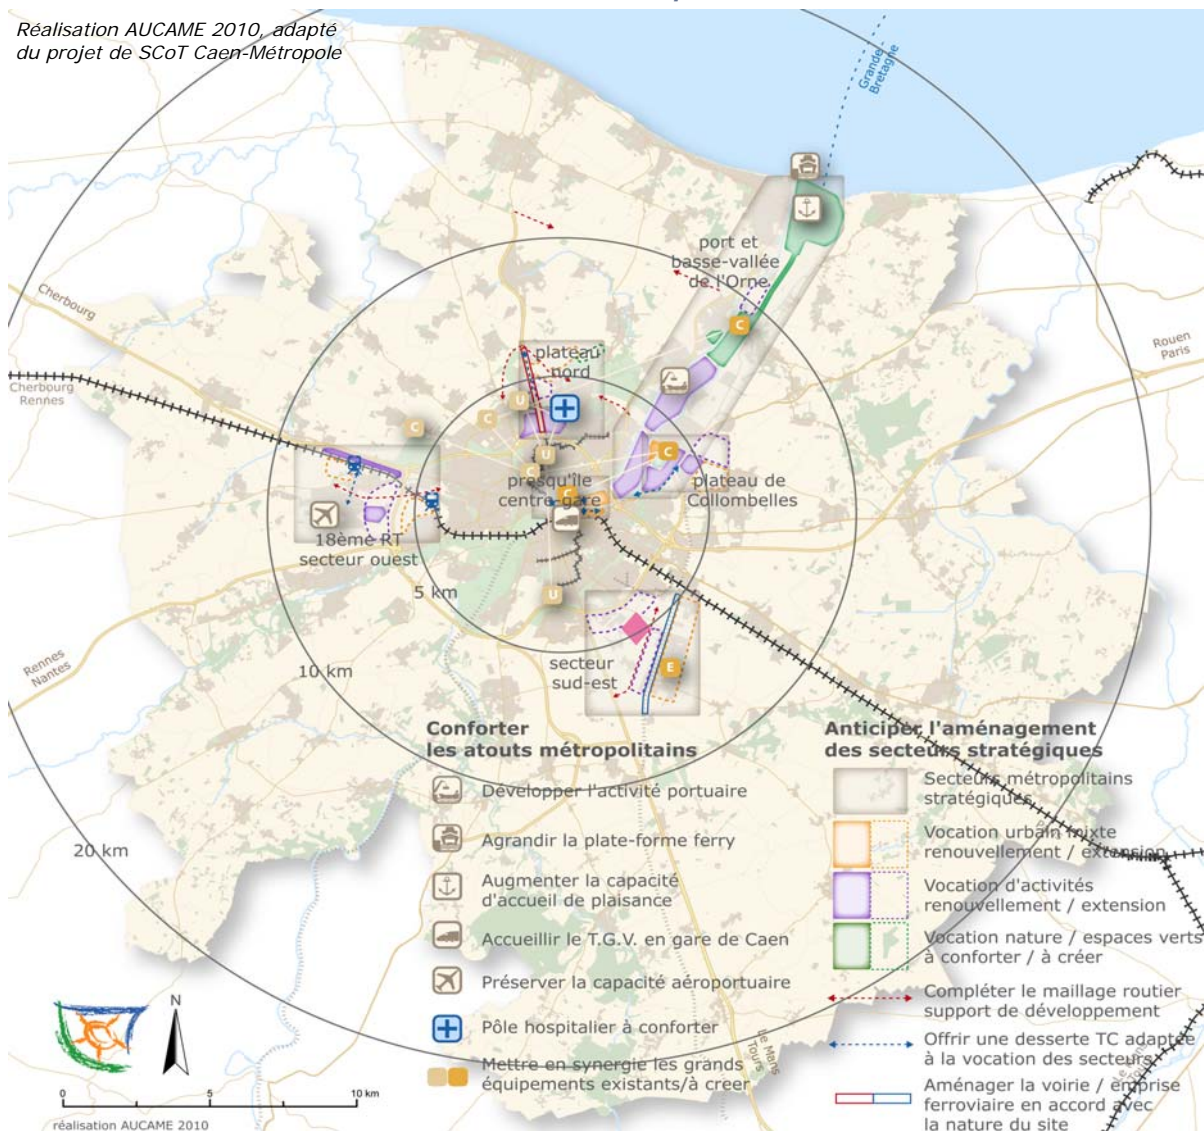 Réalisation AUCAME 2010, adapté
du projet de SCoT Caen-Métropole
Grande
Bretagne
port et
basse-vallée
de l'Orne
Cherbourg
Rouen
Paris
Cherbourg
Rennes
plateau
nord
C
C
U
C
U
C
C
C
presqu'île
centre-gare
plateau de
Collombelles
18ème RT
secteur ouest
5 km
U
Rennes
Nantes
10 km
secteur
sud-est
E
20 km
Conforter
les atouts métropolitains
Développer l'activité portuaire
Agrandir la plate-forme ferry
Augmenter la capacité
d'accueil de plaisance
Accueillir le T.G.V. en gare de Caen
Préserver la capacité aéroportuaire
Pôle hospitalier à conforter
Mettre en synergie les grands
équipements existants/à creer
Anticiper l'aménagement
des secteurs stratégiques
Secteurs métropolitains
stratégiques
Vocation urbain mixte
renouvellement / extension
Vocation d'activités
renouvellement / extension
Vocation nature / espaces verts
à conforter / à créer
Compléter le maillage routier
support de développement
Offrir une desserte TC adaptée
à la vocation des secteurs
Aménager la voirie / emprise
ferroviaire en accord avec
la nature du site
Le Mans
Tours
N
0 5 10 km
réalisation AUCAME 2010